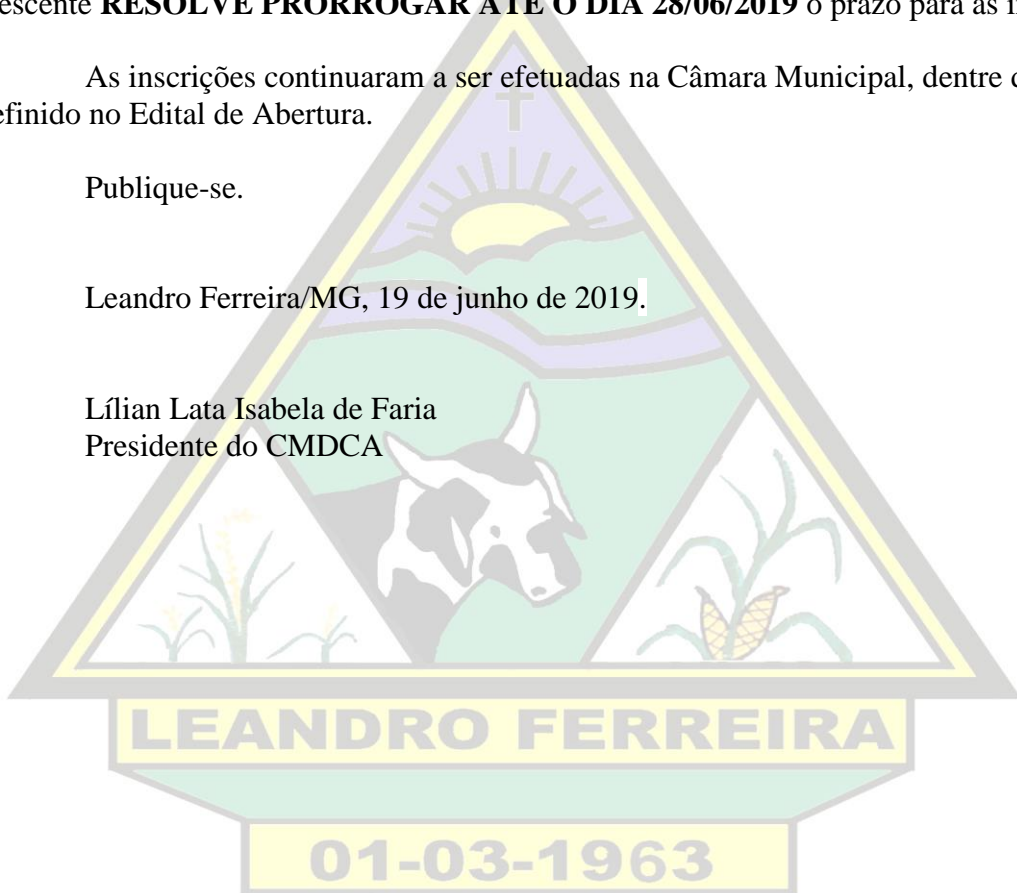 escente RESOLVE PRORROGAR ATÉ O DIA 28/06/2019 o prazo para as i
As inscrições continuaram a ser efetuadas na Câmara Municipal, dentre
efinido no Edital de Abertura.
Publique-se.
Leandro Ferreira/MG, 19 de junho de 2019.
Lílian Lata Isabela de Faria
Presidente do CMDCA
LEANDRO FERREIRA
01-03-1963